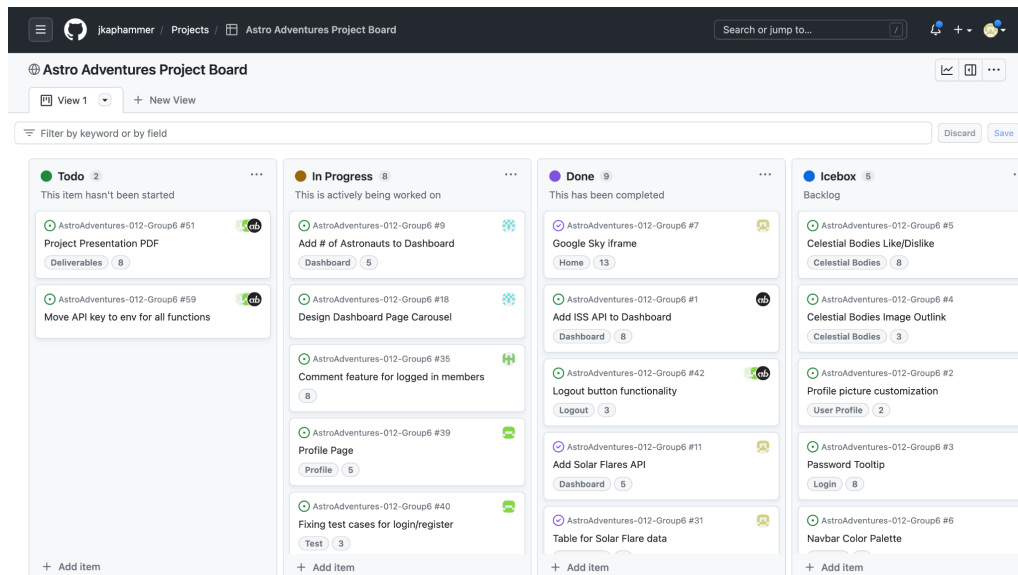 jkaphammer / Projects / Astro Adventures Project Board
Search or jump to... /
Astro Adventures Project Board
View 1
+ New View
Filter by keyword or by field
Discard
Save
Todo 2
This item hasn't been started
AstroAdventures-012-Group6 #51
Project Presentation PDF
Deliverables 8
AstroAdventures-012-Group6 #59
Move API key to env for all functions
+ Add item
In Progress 8
This is actively being worked on
AstroAdventures-012-Group6 #9
Add # of Astronauts to Dashboard
Dashboard 5
AstroAdventures-012-Group6 #18
Design Dashboard Page Carousel
AstroAdventures-012-Group6 #35
Comment feature for logged in members
8
AstroAdventures-012-Group6 #39
Profile Page
Profile 5
AstroAdventures-012-Group6 #40
Fixing test cases for login/register
Test 3
+ Add item
Done 9
This has been completed
AstroAdventures-012-Group6 #7
Google Sky iframe
Home 13
AstroAdventures-012-Group6 #1
Add ISS API to Dashboard
Dashboard 8
AstroAdventures-012-Group6 #42
Logout button functionality
Logout 3
AstroAdventures-012-Group6 #11
Add Solar Flares API
Dashboard 5
AstroAdventures-012-Group6 #31
Table for Solar Flare data
+ Add item
Icebox 5
Backlog
AstroAdventures-012-Group6 #5
Celestial Bodies Like/Dislike
Celestial Bodies 8
AstroAdventures-012-Group6 #4
Celestial Bodies Image Outlink
Celestial Bodies 3
AstroAdventures-012-Group6 #2
Profile picture customization
User Profile 2
AstroAdventures-012-Group6 #3
Password Tooltip
Login 8
AstroAdventures-012-Group6 #6
Navbar Color Palette
+ Add item